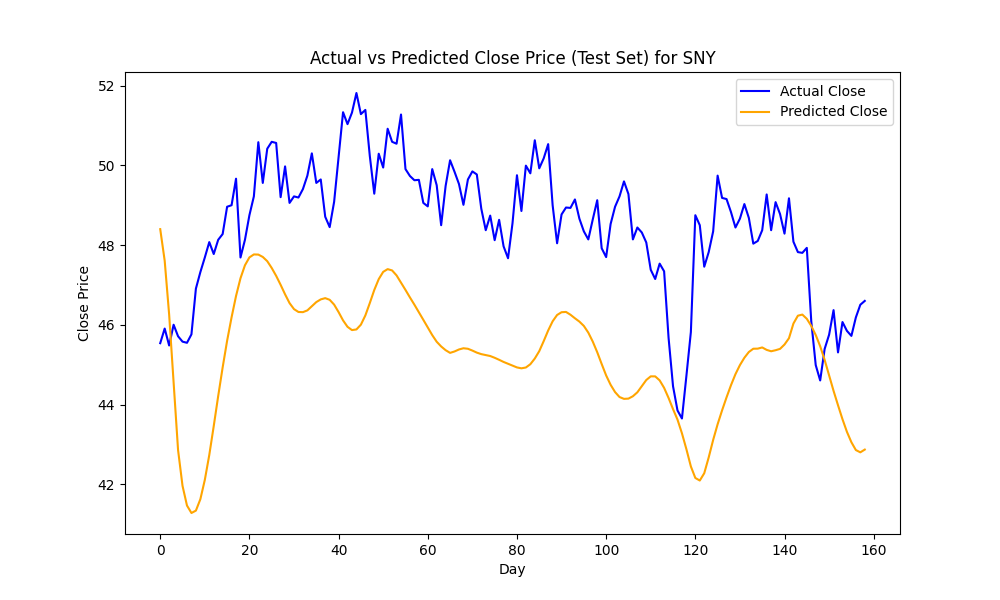 Actual vs Predicted Close Price (Test Set) for SNY
Actual Close
Predicted Close
Close Price
52
50
48
46
44
42
0 20 40 60 80 100 120 140 160
Day